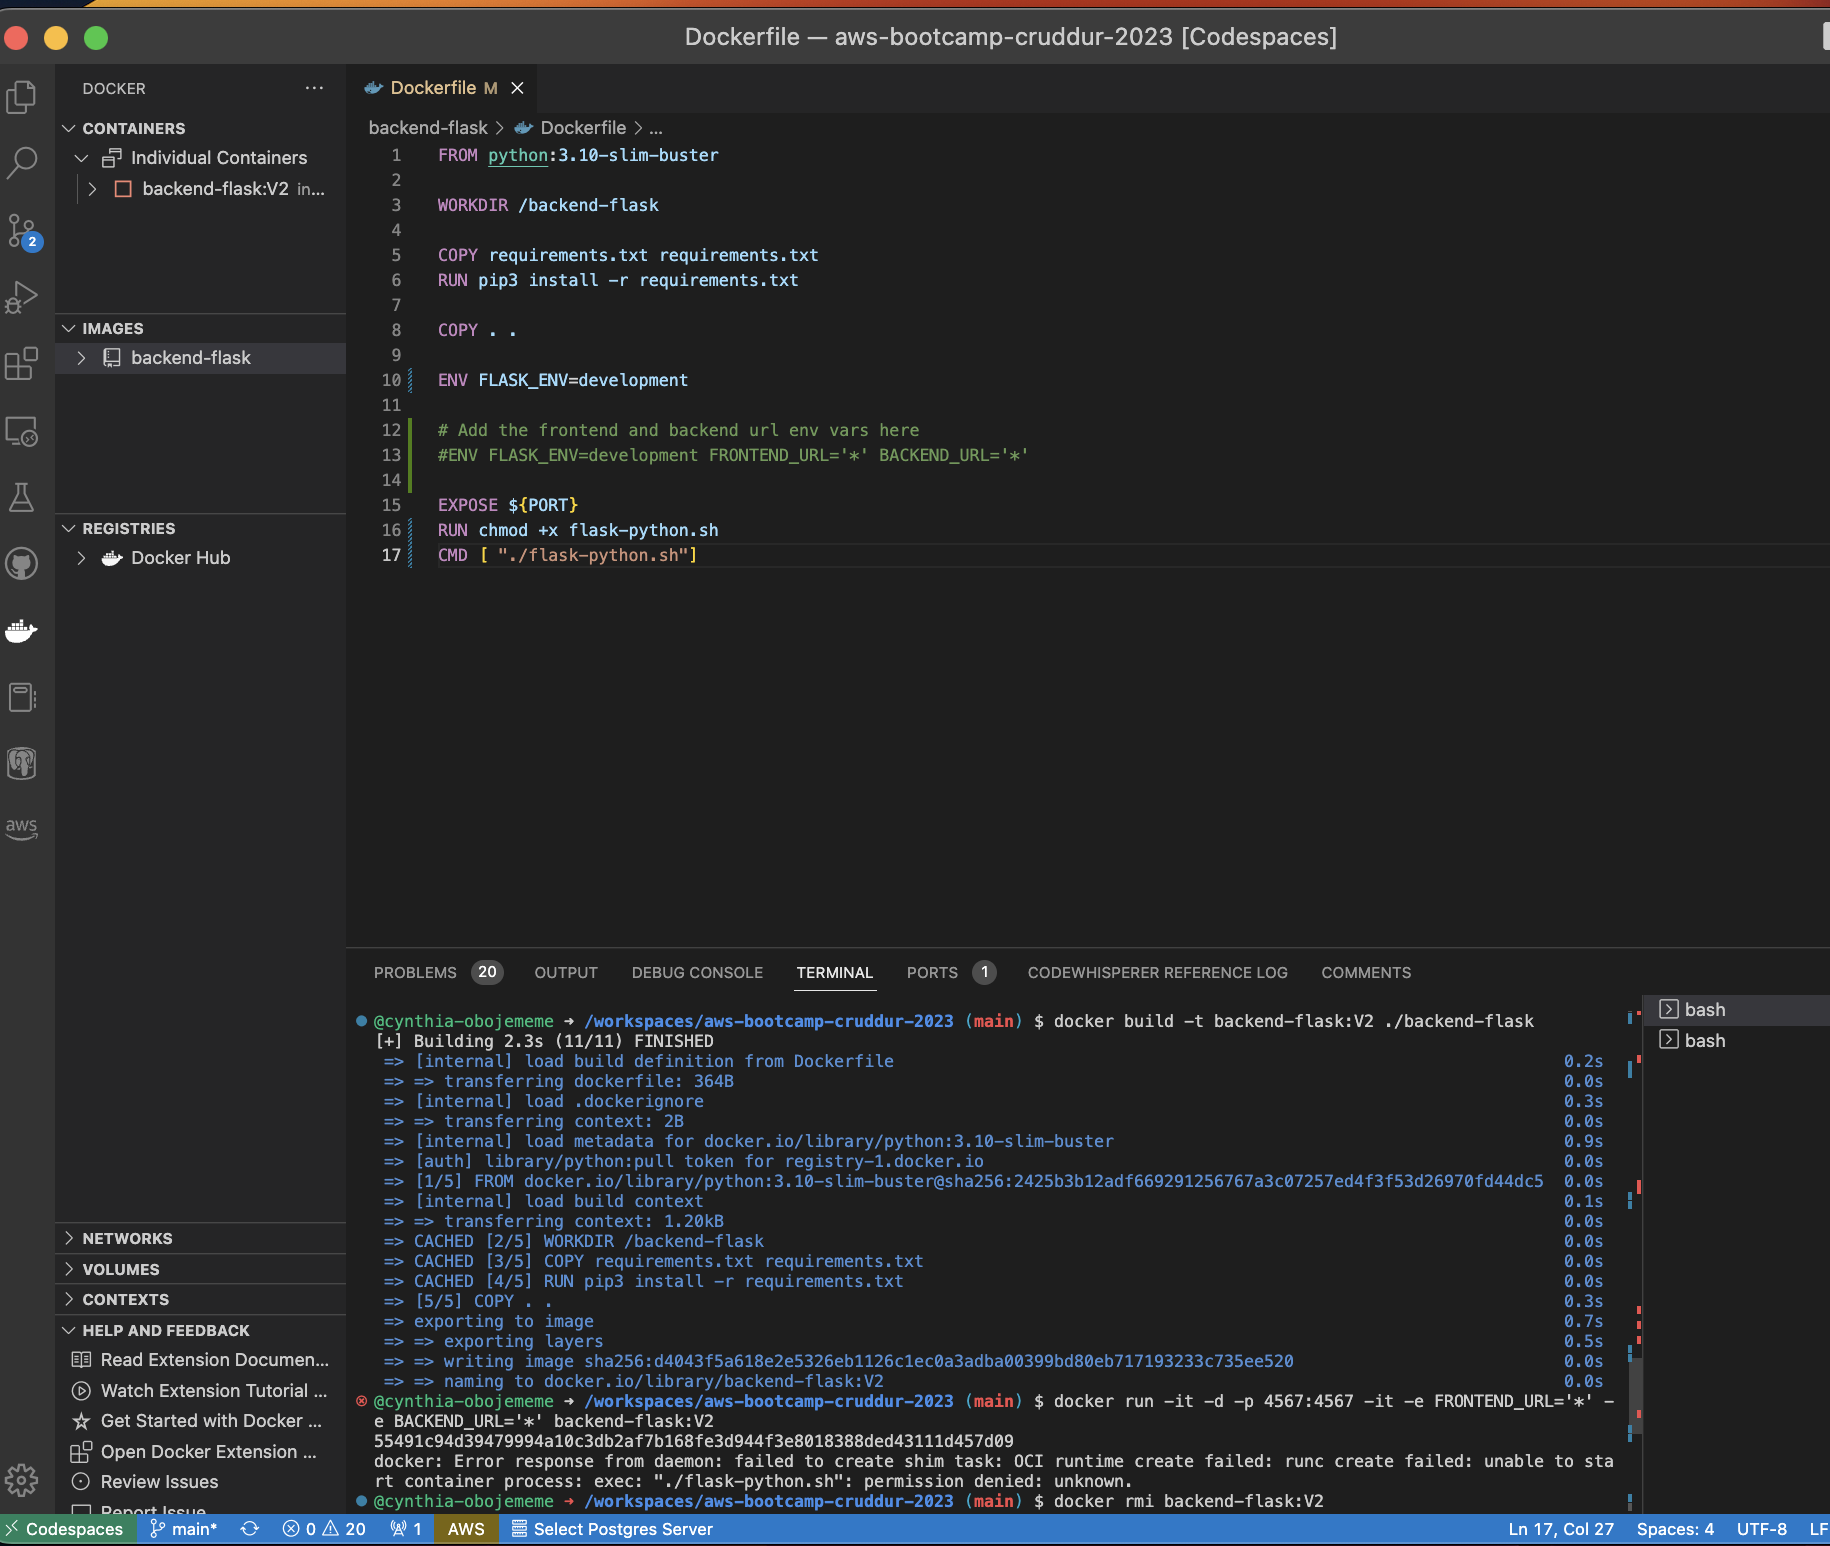 Dockerfile — aws-bootcamp-cruddur-2023 [Codespaces]
DOCKER ...
CONTAINERS
Individual Containers
backend-flask:V2 in...
IMAGES
backend-flask
REGISTRIES
Docker Hub
NETWORKS
VOLUMES
CONTEXTS
HELP AND FEEDBACK
Read Extension Documen...
Watch Extension Tutorial ...
Get Started with Docker ...
Open Docker Extension ...
Review Issues
Report Issue
2
aws
Dockerfile M
backend-flask > Dockerfile > ...
1 FROM python:3.10-slim-buster
2
3 WORKDIR /backend-flask
4
5 COPY requirements.txt requirements.txt
6 RUN pip3 install -r requirements.txt
7
8 COPY . .
9
10 ENV FLASK_ENV=development
11
12 # Add the frontend and backend url env vars here
13 #ENV FLASK_ENV=development FRONTEND_URL='*' BACKEND_URL='*'
14
15 EXPOSE ${PORT}
16 RUN chmod +x flask-python.sh
17 CMD [ "./flask-python.sh"]
PROBLEMS 20 OUTPUT DEBUG CONSOLE TERMINAL PORTS 1 CODEWHISPERER REFERENCE LOG COMMENTS
@cynthia-obojememe → /workspaces/aws-bootcamp-cruddur-2023 (main) $ docker build -t backend-flask:V2 ./backend-flask
[+] Building 2.3s (11/11) FINISHED
=> [internal] load build definition from Dockerfile 0.2s
=> => transferring dockerfile: 364B 0.0s
=> [internal] load .dockerignore 0.3s
=> => transferring context: 2B 0.0s
=> [internal] load metadata for docker.io/library/python:3.10-slim-buster 0.9s
=> [auth] library/python:pull token for registry-1.docker.io 0.0s
=> [1/5] FROM docker.io/library/python:3.10-slim-buster@sha256:2425b3b12adf669291256767a3c07257ed4f3f53d26970fd44dc5 0.0s
=> [internal] load build context 0.1s
=> => transferring context: 1.20kB 0.0s
=> CACHED [2/5] WORKDIR /backend-flask 0.0s
=> CACHED [3/5] COPY requirements.txt requirements.txt 0.0s
=> CACHED [4/5] RUN pip3 install -r requirements.txt 0.0s
=> [5/5] COPY . . 0.3s
=> exporting to image 0.7s
=> => exporting layers 0.5s
=> => writing image sha256:d4043f5a618e2e5326eb1126c1ec0a3adba00399bd80eb717193233c735ee520 0.0s
=> => naming to docker.io/library/backend-flask:V2 0.0s
@cynthia-obojememe → /workspaces/aws-bootcamp-cruddur-2023 (main) $ docker run -it -d -p 4567:4567 -it -e FRONTEND_URL='*' -
e BACKEND_URL='*' backend-flask:V2
55491c94d39479994a10c3db2af7b168fe3d944f3e8018388ded43111d457d09
docker: Error response from daemon: failed to create shim task: OCI runtime create failed: runc create failed: unable to sta
rt container process: exec: "./flask-python.sh": permission denied: unknown.
@cynthia-obojememe → /workspaces/aws-bootcamp-cruddur-2023 (main) $ docker rmi backend-flask:V2
bash
bash
Codespaces main* 0 20 1 AWS Select Postgres Server Ln 17, Col 27 Spaces: 4 UTF-8 LF